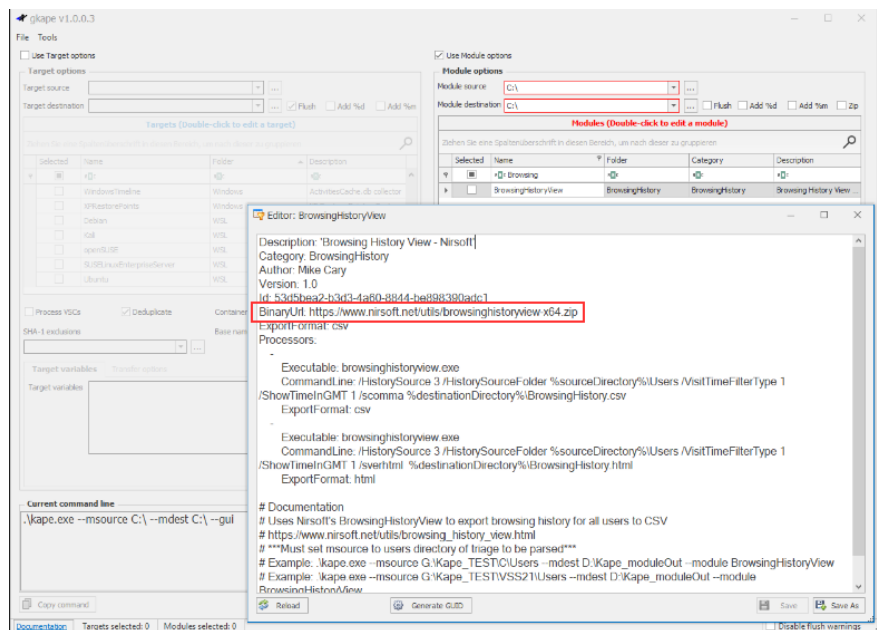 gkape v1.0.0.3
File Tools
Use Target options
Target options
Target source
Target destination
Flush
Add %d
Add %m
Targets (Double-click to edit a target)
Selected Name Folder Description
WindowsTimeline Windows ActivitiesCache.db collector
XPRestorePoints Windows
Debian WSL
Kali WSL
openSUSE WSL
SUSELinuxEnterpriseServer WSL
Ubuntu WSL
Process VSCs
Deduplicate
Container
SHA-1 exclusions
Base nam
Target variables Transfer options
Target variables
Use Module options
Module options
Module source C:\
Module destination C:\
Flush
Add %d
Add %m
Zip
Modules (Double-click to edit a module)
Ziehen Sie eine Spaltenüberschrift in diesen Bereich, um nach dieser zu gruppieren
Selected Name Folder Category Description
Browsing
BrowsingHistoryView BrowsingHistory BrowsingHistory Browsing History View ...
Editor: BrowsingHistoryView
Description: 'Browsing History View - Nirsoft'
Category: BrowsingHistory
Author: Mike Cary
Version: 1.0
Id: 53d5bea2-b3d3-4a60-8844-be898390adc1
BinaryUrl: https://www.nirsoft.net/utils/browsinghistoryview-x64.zip
ExportFormat: csv
Processors:
-
Executable: browsinghistoryview.exe
CommandLine: /HistorySource 3 /HistorySourceFolder %sourceDirectory%\Users /VisitTimeFilterType 1
/ShowTimeInGMT 1 /scomma %destinationDirectory%\BrowsingHistory.csv
ExportFormat: csv
-
Executable: browsinghistoryview.exe
CommandLine: /HistorySource 3 /HistorySourceFolder %sourceDirectory%\Users /VisitTimeFilterType 1
/ShowTimeInGMT 1 /sverhtml %destinationDirectory%\BrowsingHistory.html
ExportFormat: html
# Documentation
# Uses Nirsoft's BrowsingHistoryView to export browsing history for all users to CSV
# https://www.nirsoft.net/utils/browsing_history_view.html
# ***Must set msource to users directory of triage to be parsed***
# Example: .\kape.exe --msource G:\Kape_TEST\C\Users --mdest D:\Kape_moduleOut --module BrowsingHistoryView
# Example: .\kape.exe --msource G:\Kape_TEST\VSS21\Users --mdest D:\Kape_moduleOut --module
BrowsingHistoryView
Reload
Generate GUID
Save
Save As
Current command line
.\kape.exe --msource C:\ --mdest C:\ --gui
Copy command
Documentation
Targets selected: 0
Modules selected: 0
Disable flush warnings